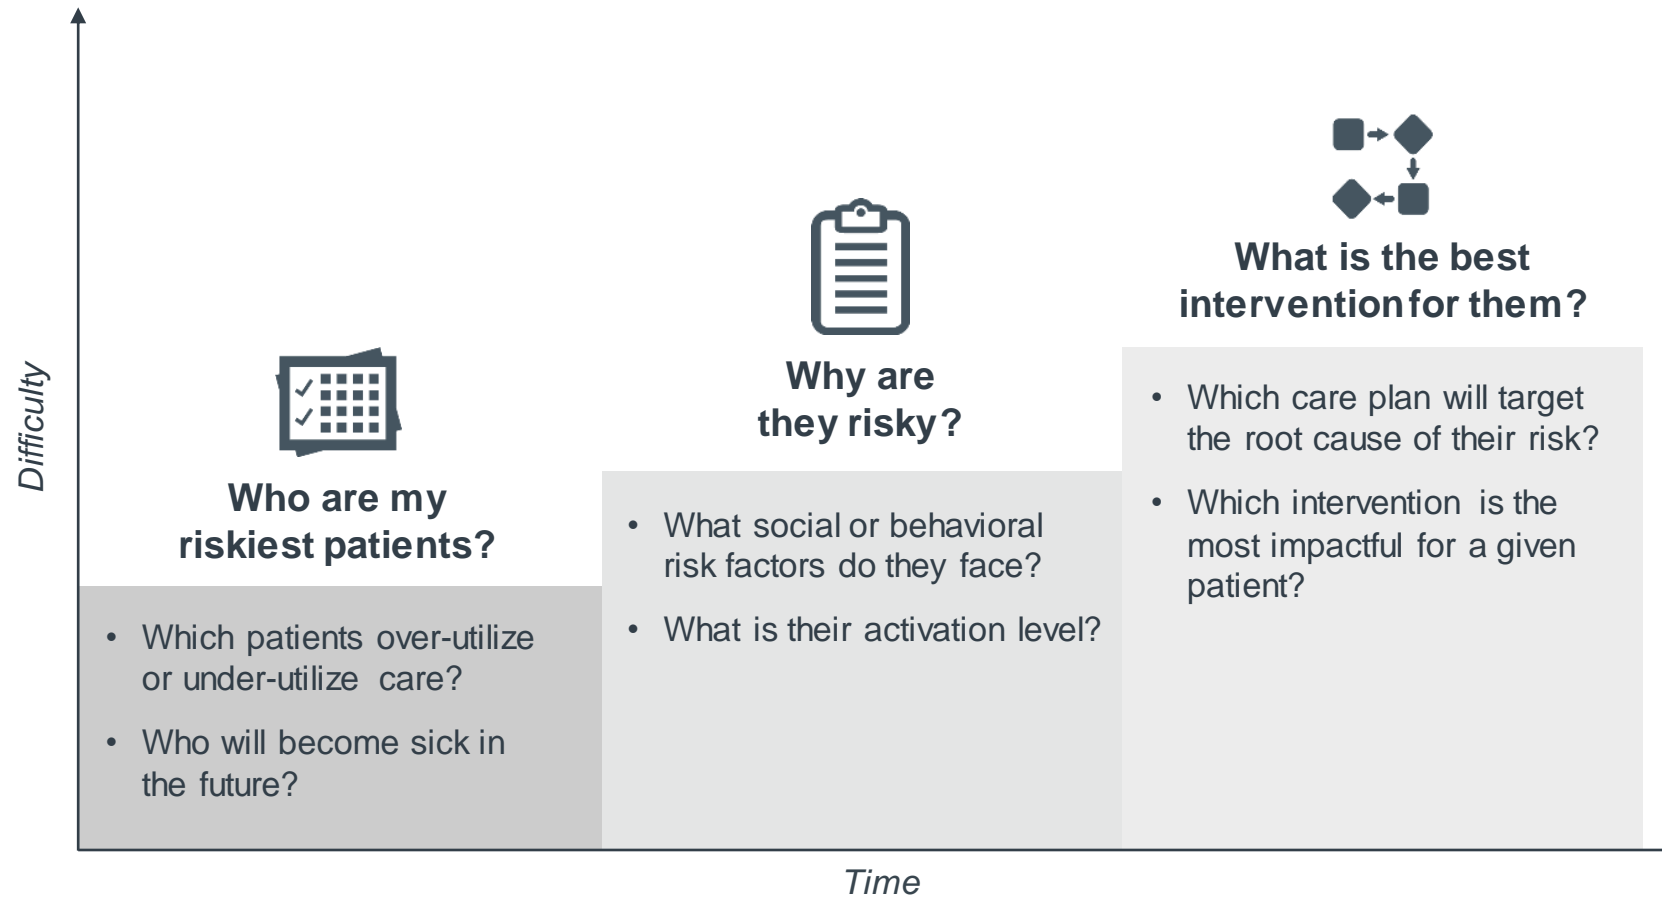 Difficulty
Who are my
riskiest patients?
• Which patients over-utilize
or under-utilize care?
• Who will become sick in
the future?
Why are
they risky?
• What social or behavioral
risk factors do they face?
• What is their activation level?
What is the best
intervention for them?
• Which care plan will target
the root cause of their risk?
• Which intervention is the
most impactful for a given
patient?
Time